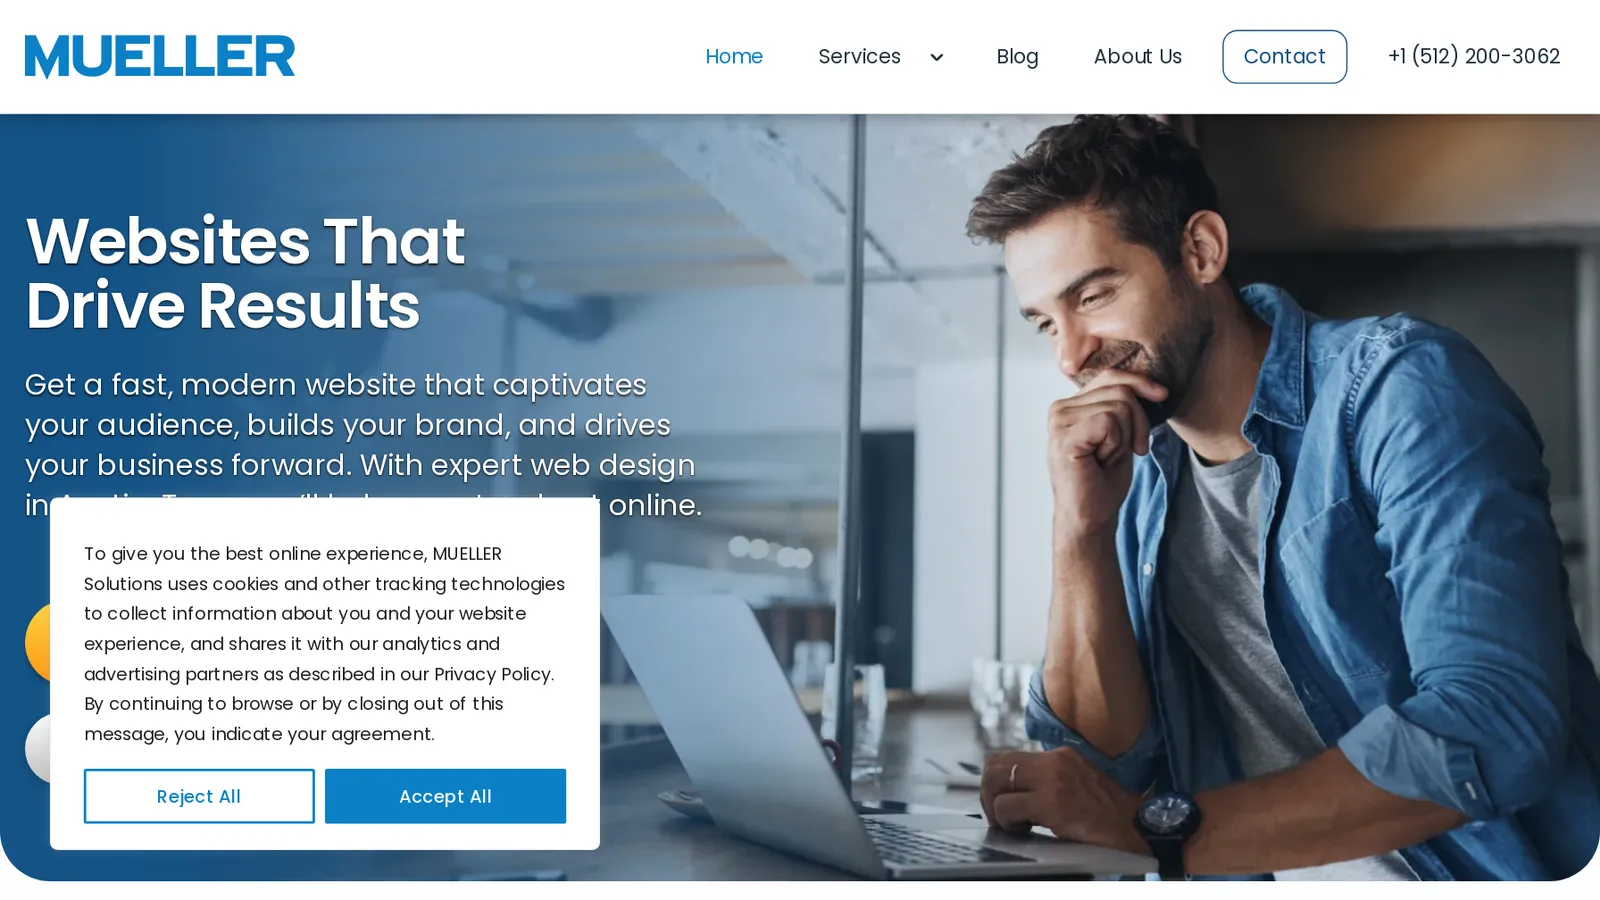 MUELLER
Home
Services
Blog
About Us
Contact
+1 (512) 200-3062
Websites That
Drive Results
Get a fast, modern website that captivates
your audience, builds your brand, and drives
your business forward. With expert web design
in online.
To give you the best online experience, MUELLER
Solutions uses cookies and other tracking technologies
to collect information about you and your website
experience, and shares it with our analytics and
advertising partners as described in our Privacy Policy.
By continuing to browse or by closing out of this
message, you indicate your agreement.
Reject All
Accept All